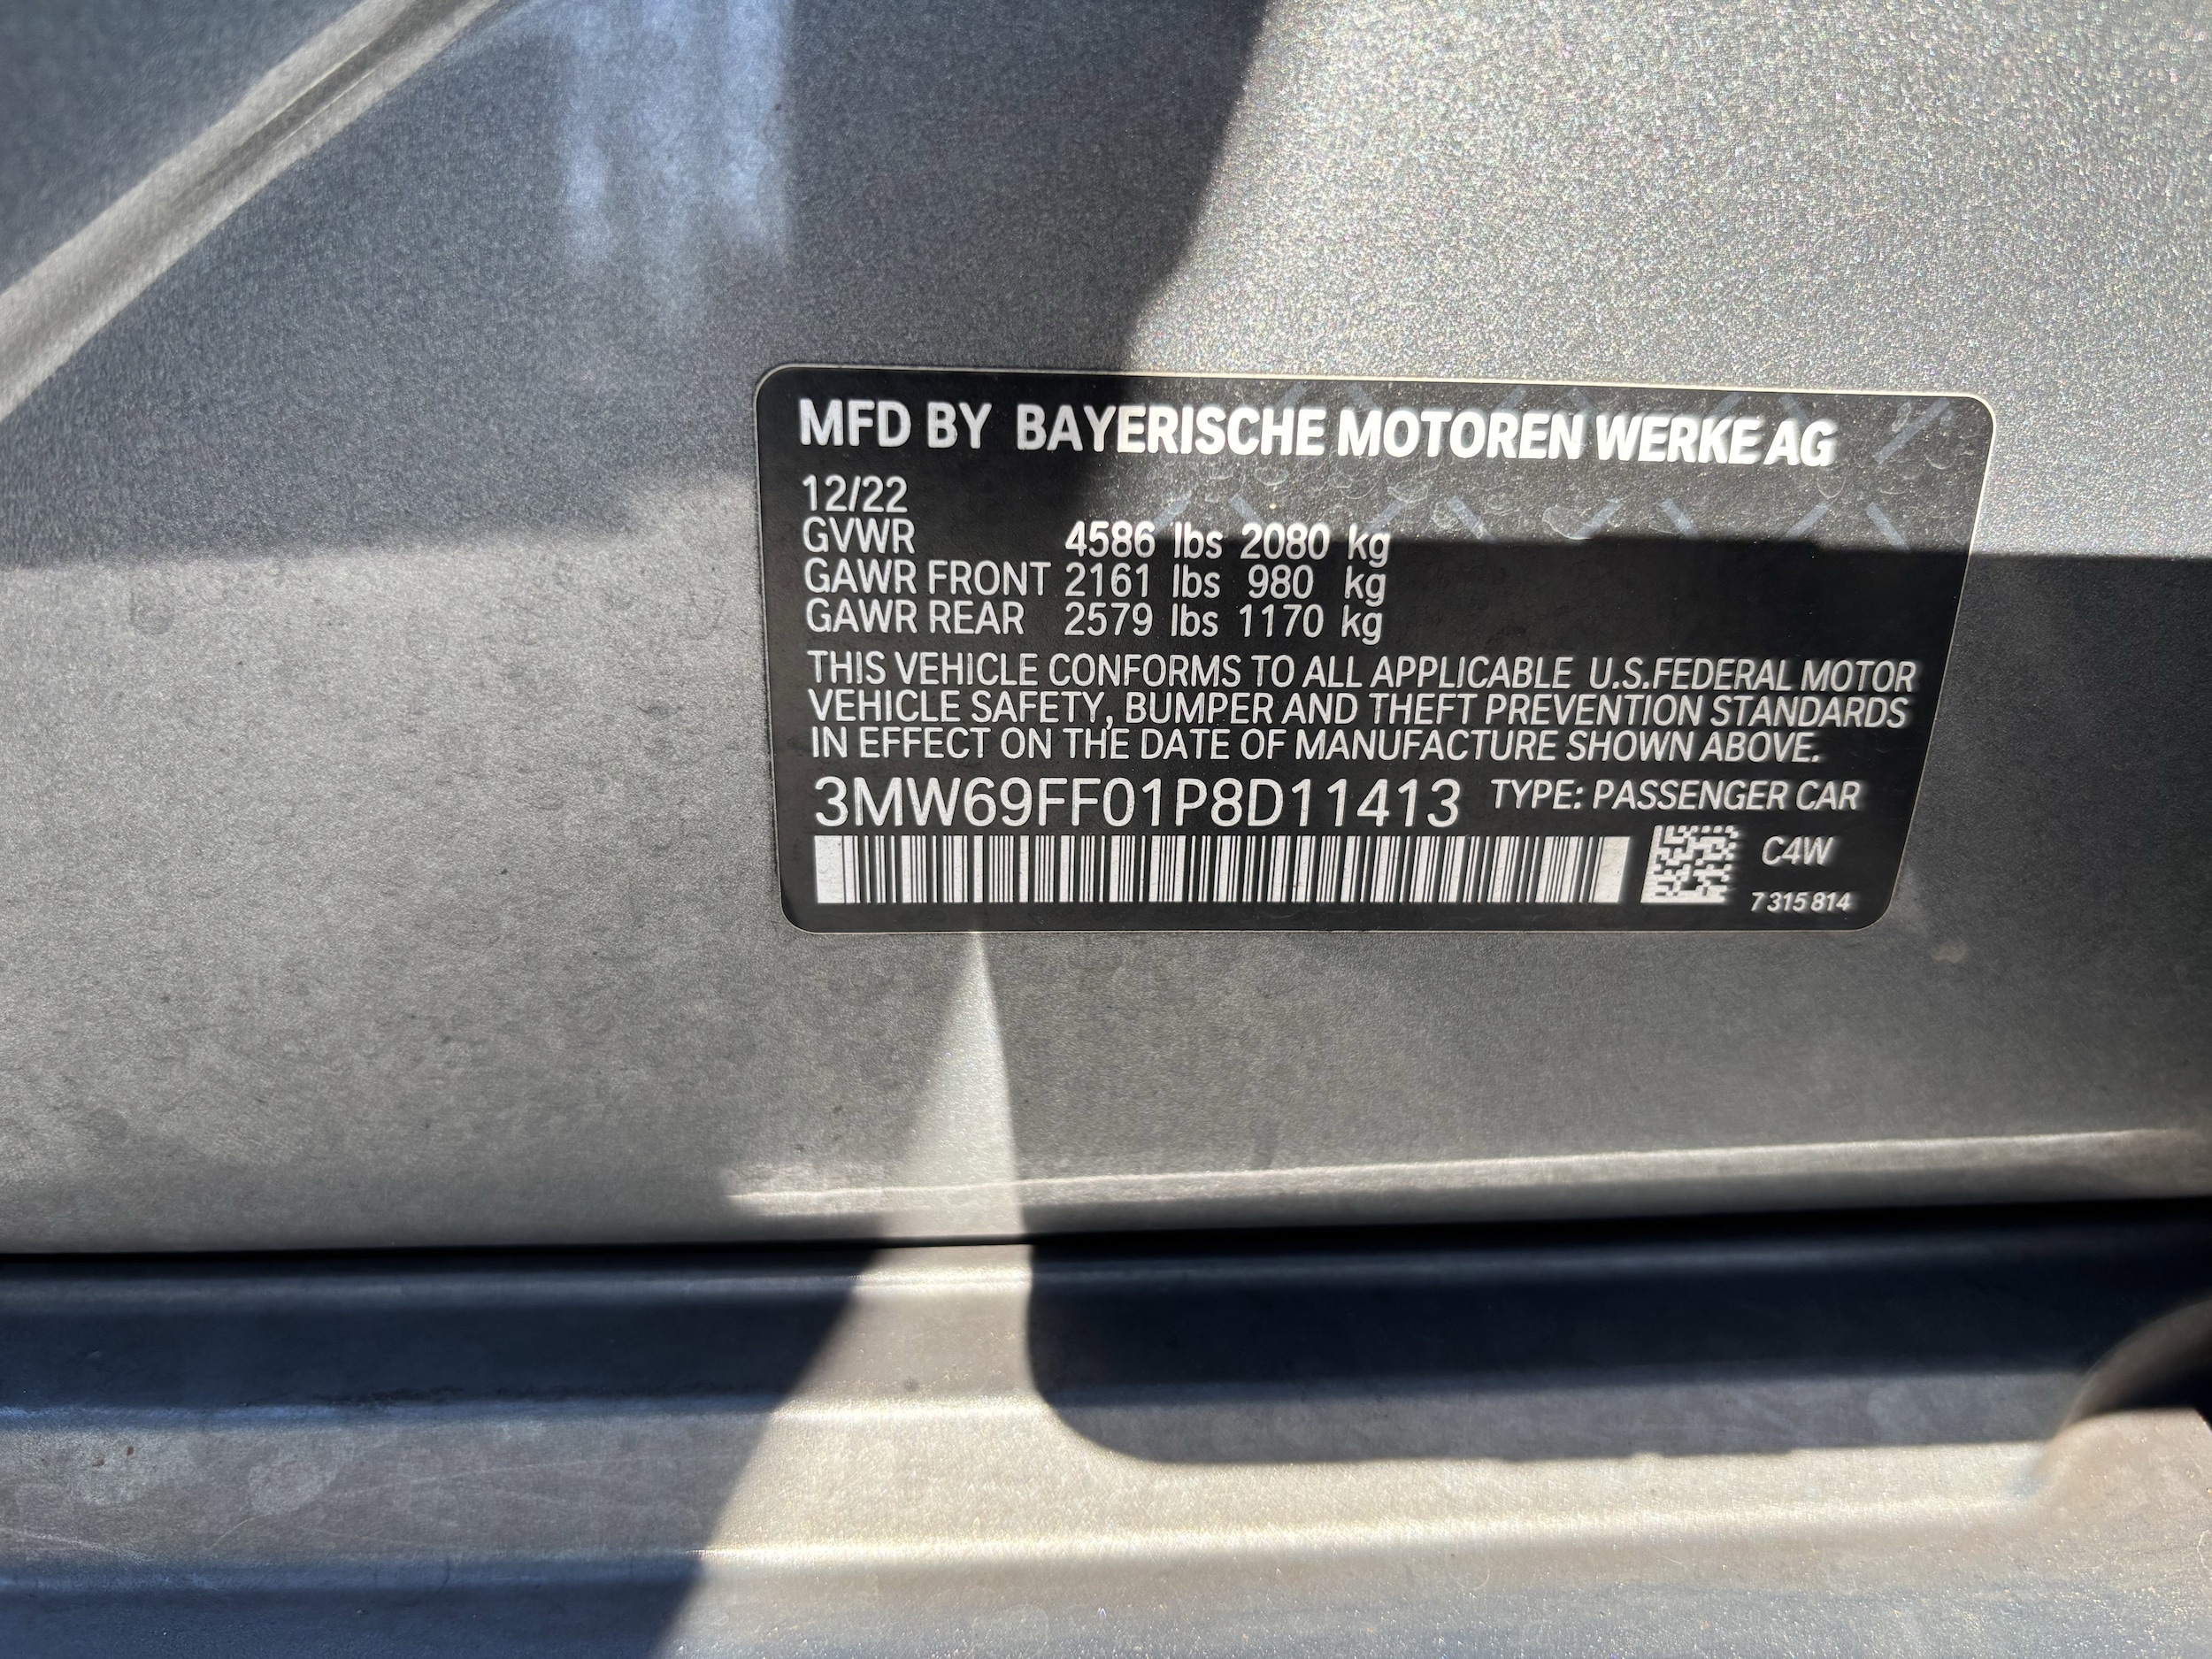 MFD BY BAYERISCHE MOTOREN WERKE AG
12/22
GVWR 4586 lbs 2080 kg
GAWR FRONT 2161 lbs 980 kg
GAWR REAR 2579 lbs 1170 kg
THIS VEHICLE CONFORMS TO ALL APPLICABLE U.S.FEDERAL MOTOR
VEHICLE SAFETY, BUMPER AND THEFT PREVENTION STANDARDS
IN EFFECT ON THE DATE OF MANUFACTURE SHOWN ABOVE.
3MW69FF01P8D11413 TYPE: PASSENGER CAR
C4W
7 315 814